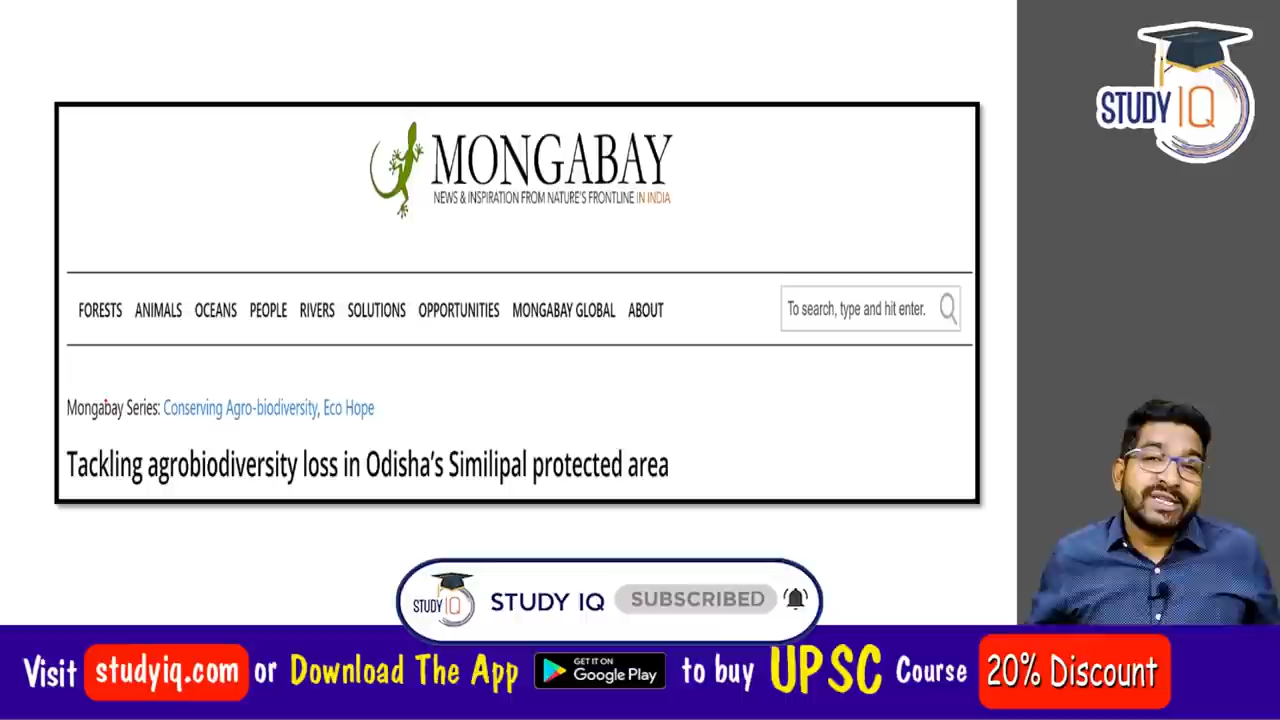 STUDY IQ
MONGABAY
NEWS & INSPIRATION FROM NATURE'S FRONTLINE IN INDIA
FORESTS ANIMALS OCEANS PEOPLE RIVERS SOLUTIONS OPPORTUNITIES MONGABAY GLOBAL ABOUT
To search, type and hit enter.
Mongabay Series: Conserving Agro-biodiversity, Eco Hope
Tackling agrobiodiversity loss in Odisha's Similipal protected area
STUDY IQ STUDY IQ SUBSCRIBED
Visit studyiq.com or Download The App GET IT ON Google Play to buy UPSC Course 20% Discount